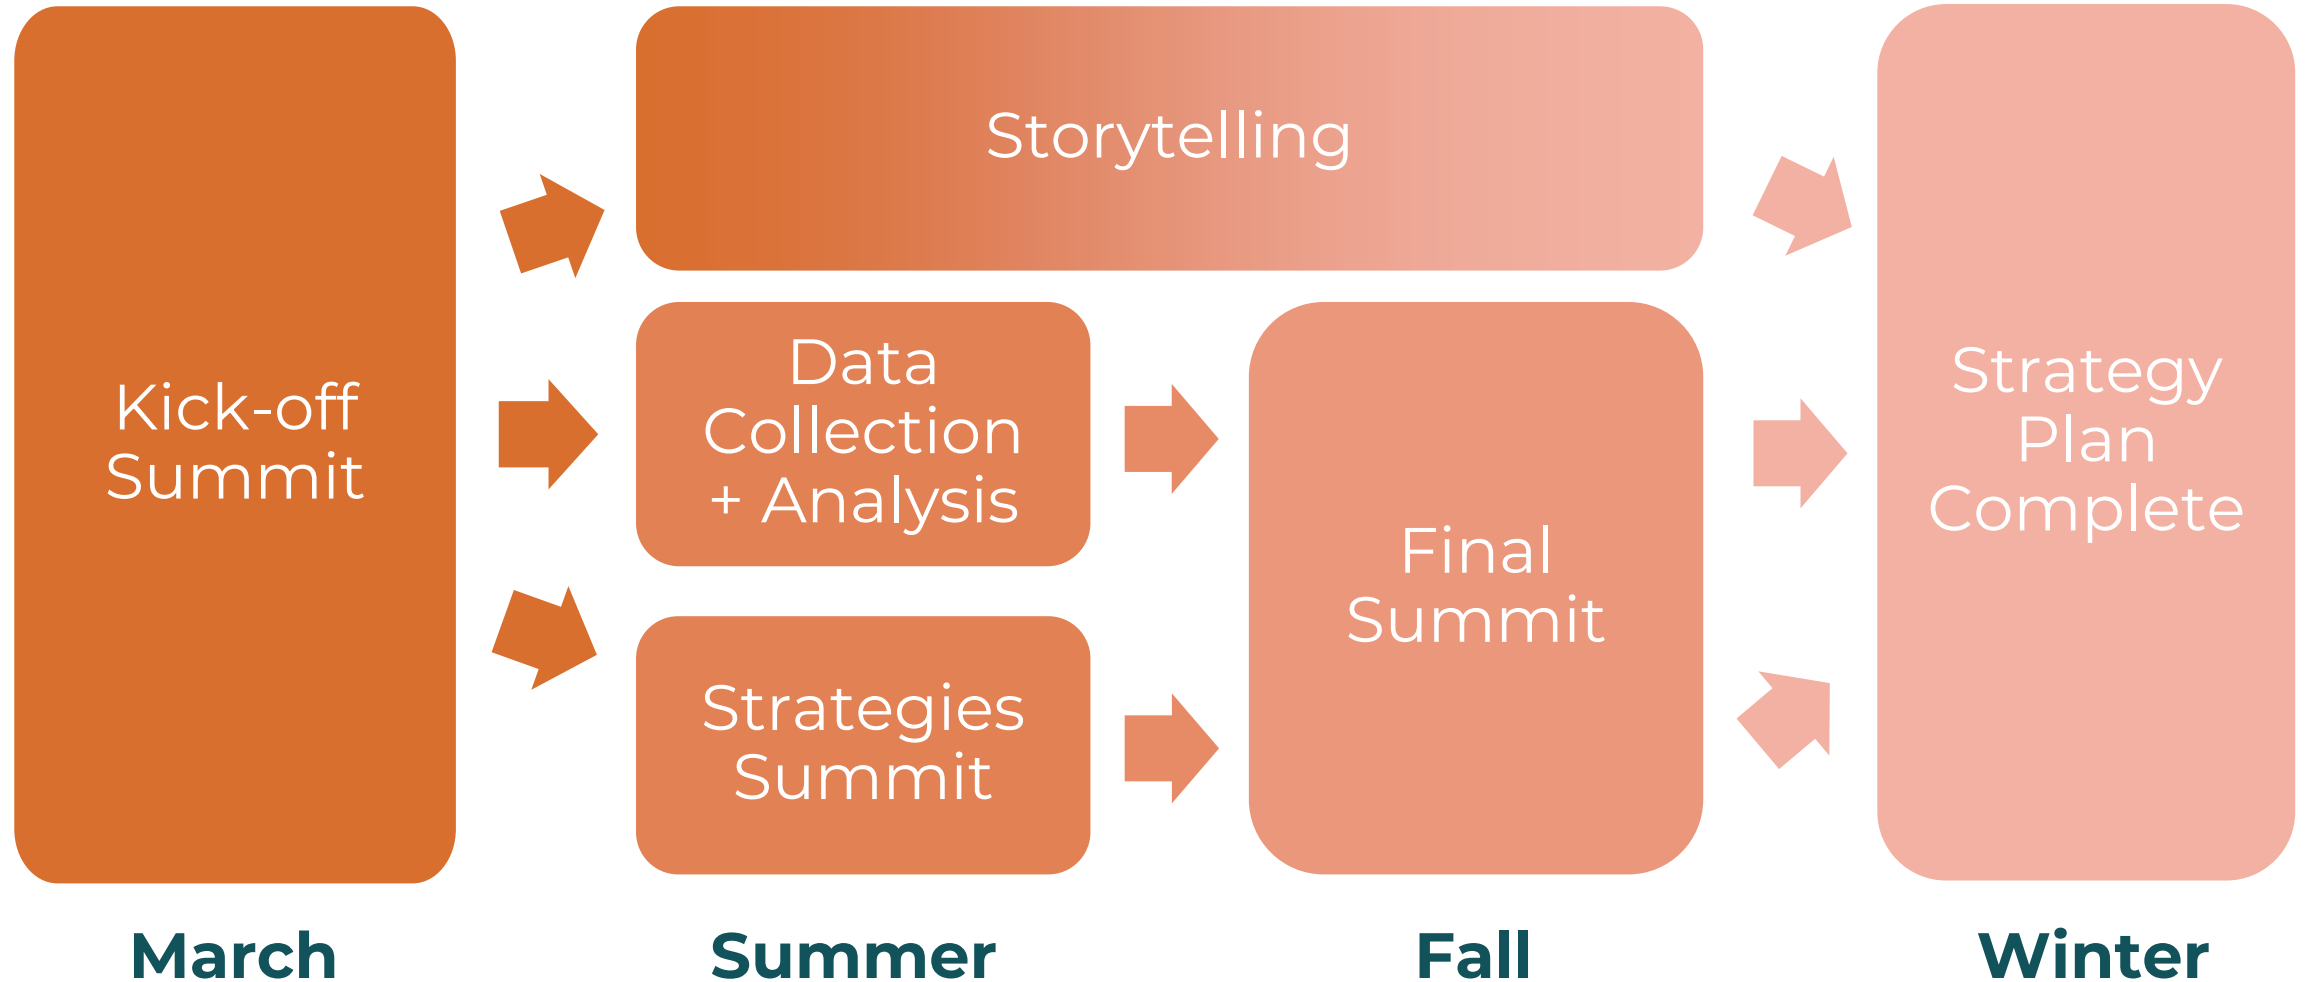 Kick-off
Summit
Storytelling
Data
Collection
+ Analysis
Strategies
Summit
Final
Summit
Strategy
Plan
Complete
March
Summer
Fall
Winter